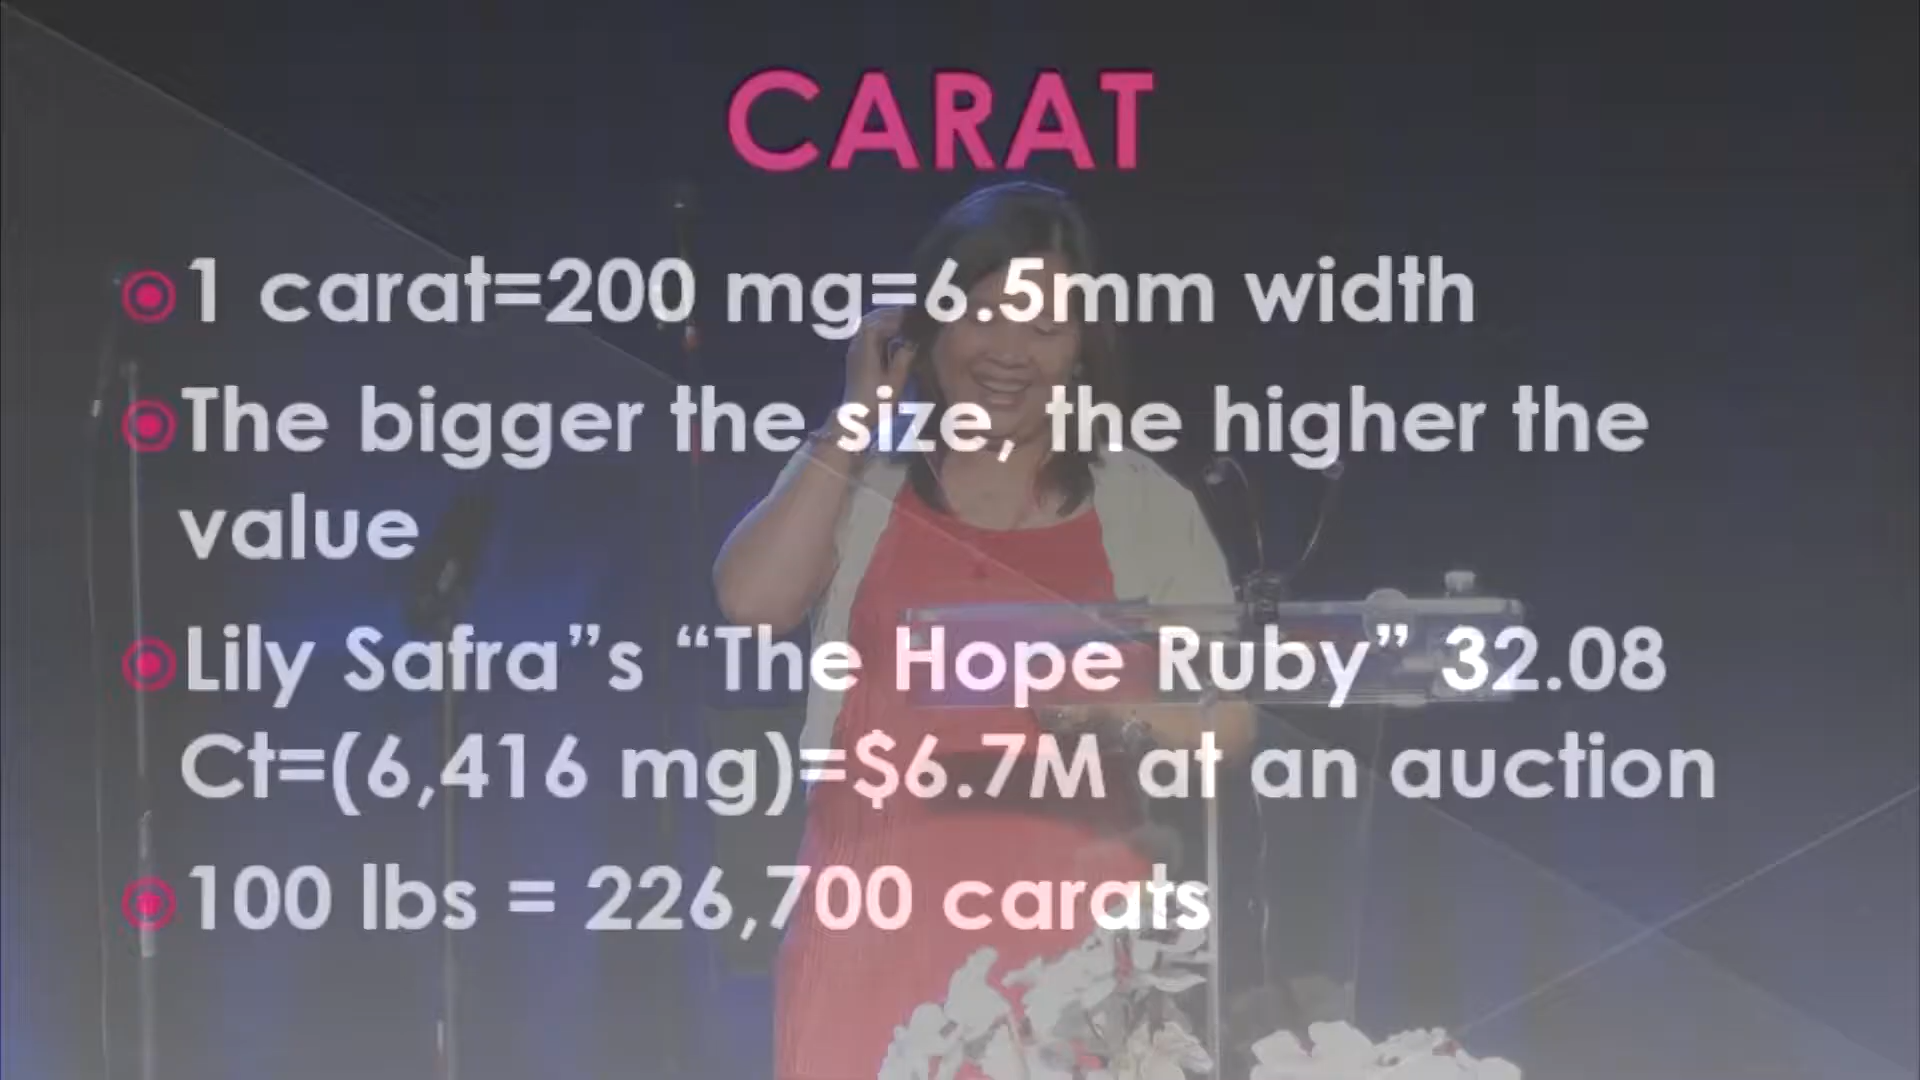 CARAT
1 carat=200 mg=6.5mm width
The bigger the size, the higher the
value
Lily Safra”s “The Hope Ruby” 32.08
Ct=(6,416 mg)=$6.7M at an auction
100 lbs = 226,700 carats